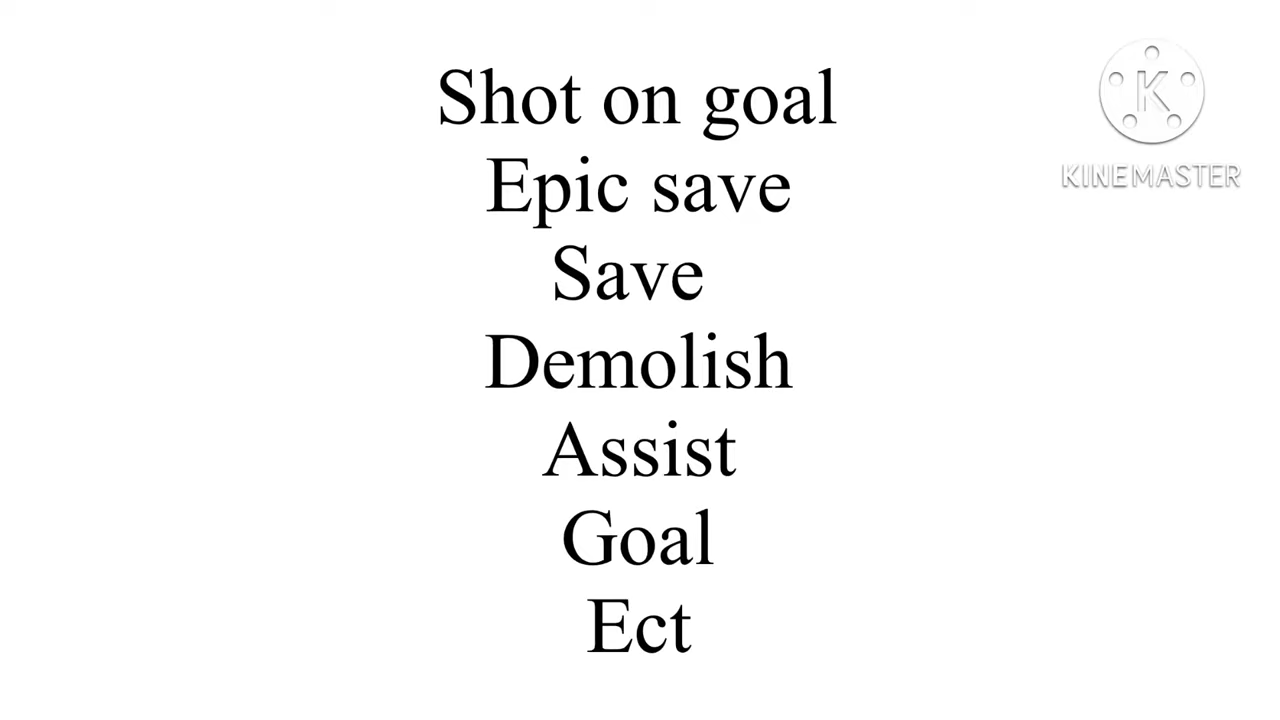 Shot on goal
Epic save
Save
Demolish
Assist
Goal
Ect
K
KINEMASTER